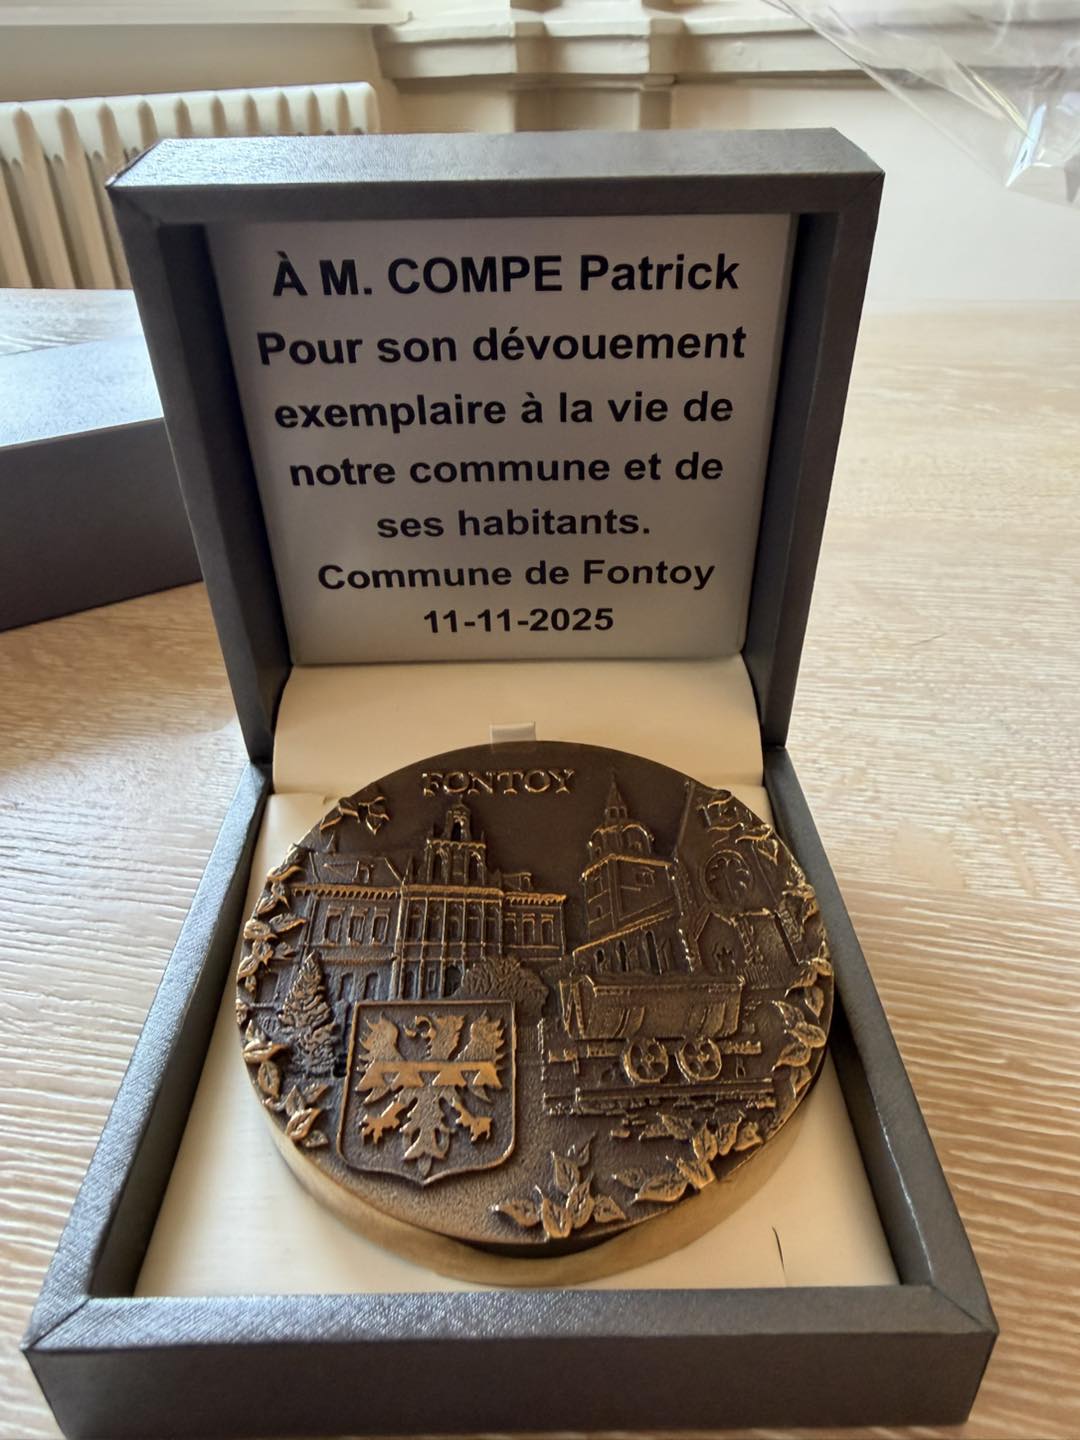 À M. COMPE Patrick
Pour son dévouement
exemplaire à la vie de
notre commune et de
ses habitants.
Commune de Fontoy
11-11-2025
FONTOY